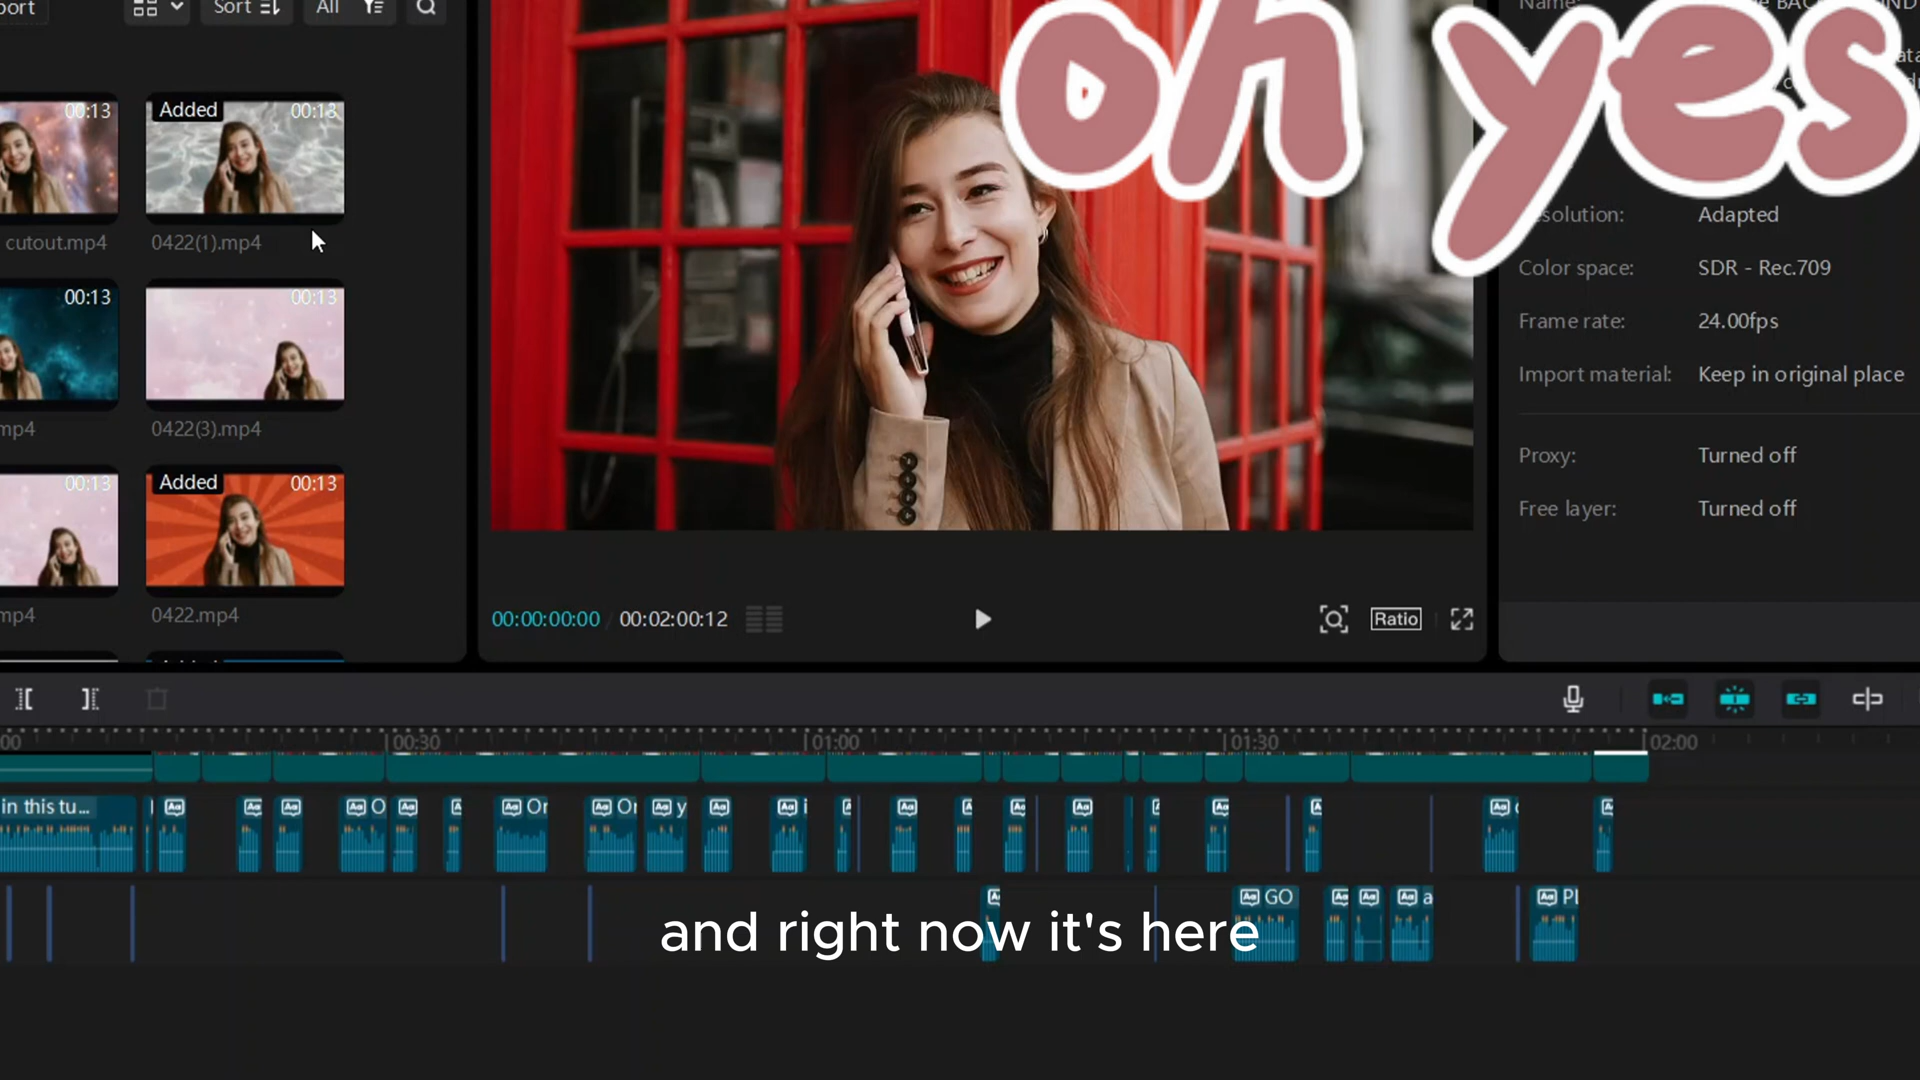 port
Sort
All
oh yes
Name:
00:13
Added
00:13
cutout.mp4
0422(1).mp4
Resolution:
Adapted
Color space:
SDR - Rec.709
00:13
00:13
Frame rate:
24.00fps
Import material:
Keep in original place
mp4
0422(3).mp4
Proxy:
Turned off
00:13
Added
00:13
Free layer:
Turned off
mp4
0422.mp4
00:00:00:00 / 00:02:00:12
Ratio
00:30
01:00
01:30
02:00
in this tu...
GO
and right now it's here